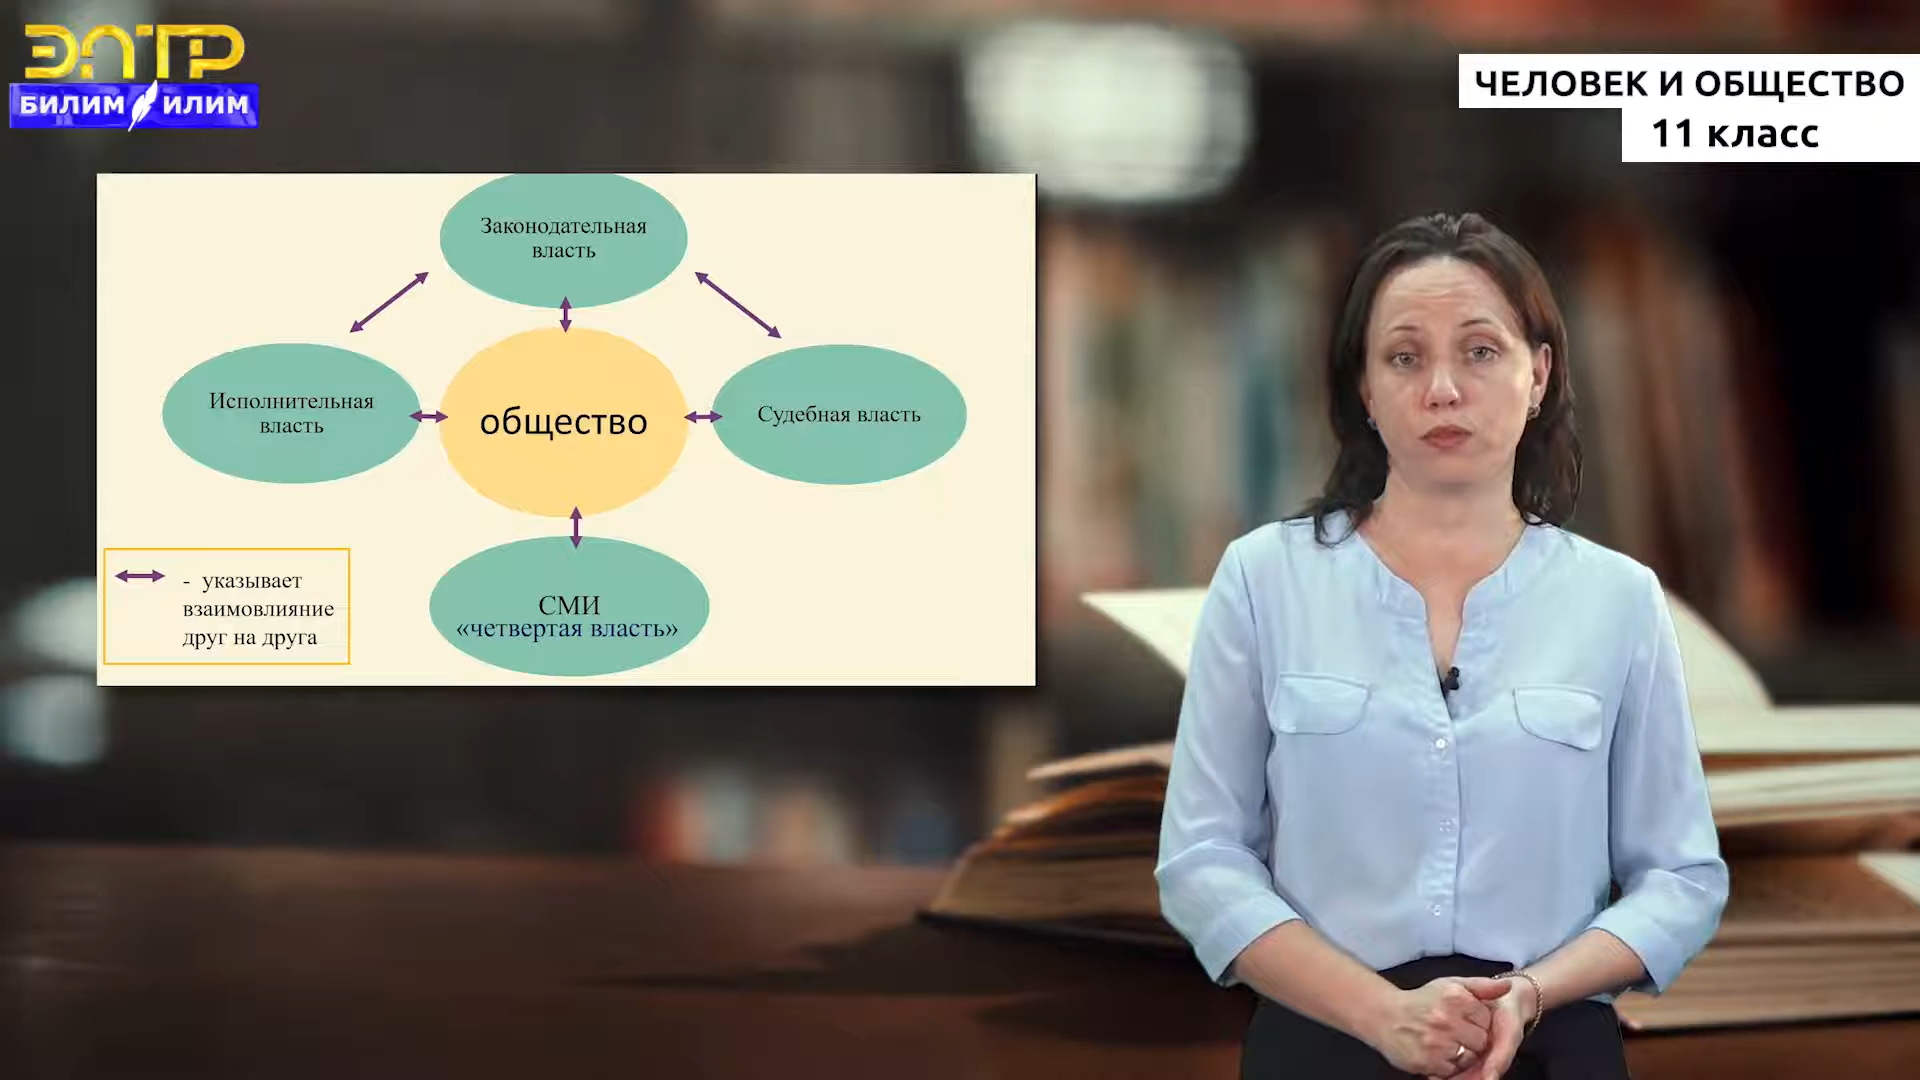 ЭЛТР
БИЛИМ ИЛИМ
ЧЕЛОВЕК И ОБЩЕСТВО
11 класс
Законодательная
власть
Исполнительная
власть
общество
Судебная власть
СМИ
«четвертая власть»
- указывает
взаимовлияние
друг на друга